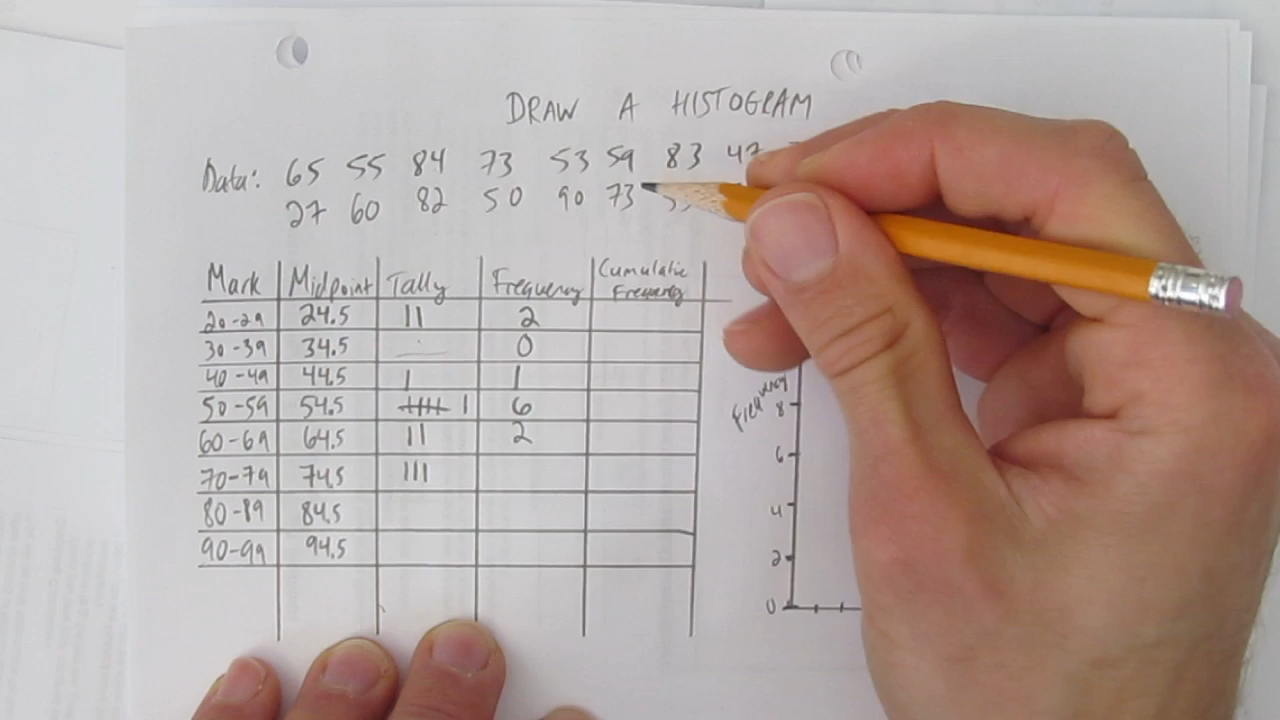 DRAW A HISTOGRAM
Data: 65 55 84 73 53 59 83 47
27 60 82 50 90 73
Mark Midpoint Tally Frequency Cumulatie Frequency
20-29 24.5 || 2
30-39 34.5 0
40-49 44.5 | 1
50-59 54.5 |||| | 6
60-69 64.5 || 2
70-79 74.5 |||
80-89 84.5
90-99 94.5
Frequency
8
6
4
2
0